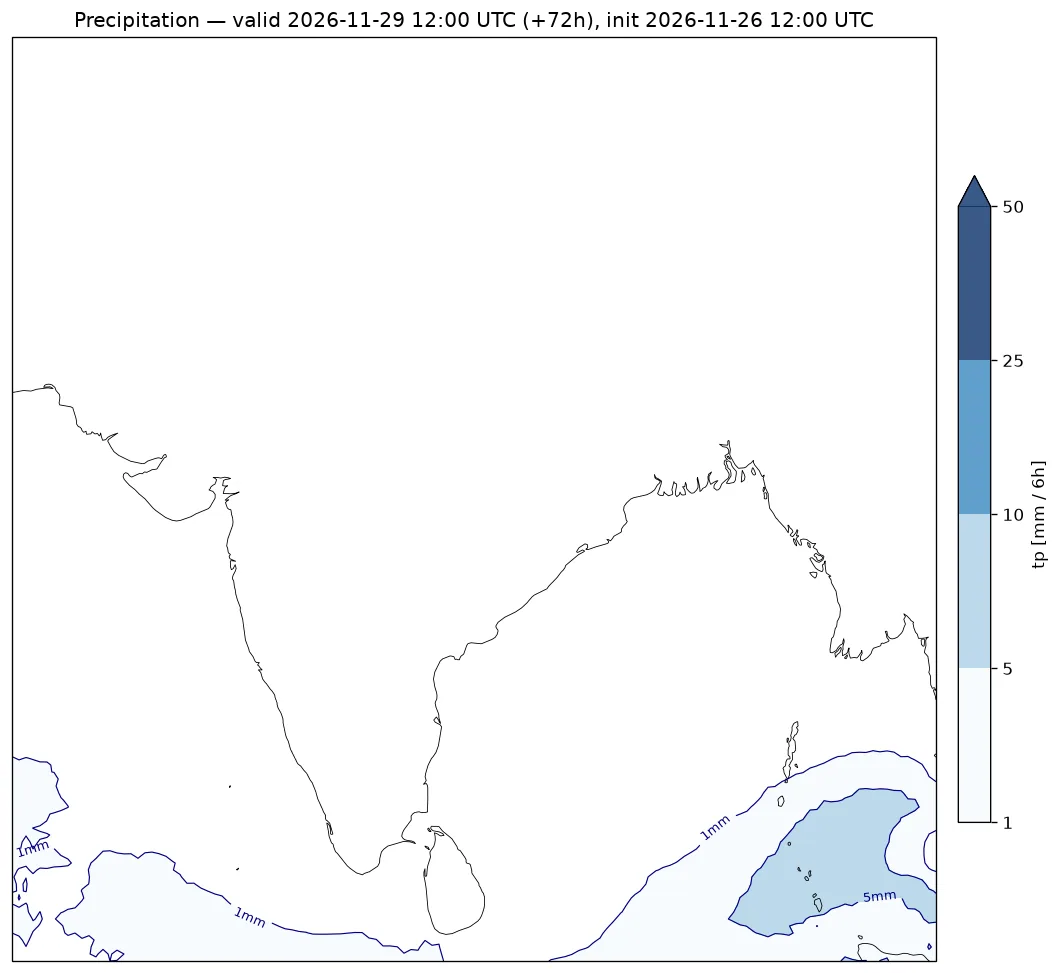 Precipitation — valid 2026-11-29 12:00 UTC (+72h), init 2026-11-26 12:00 UTC
50
25
10
5
1
tp [mm / 6h]
1mm
1mm
1mm
5mm